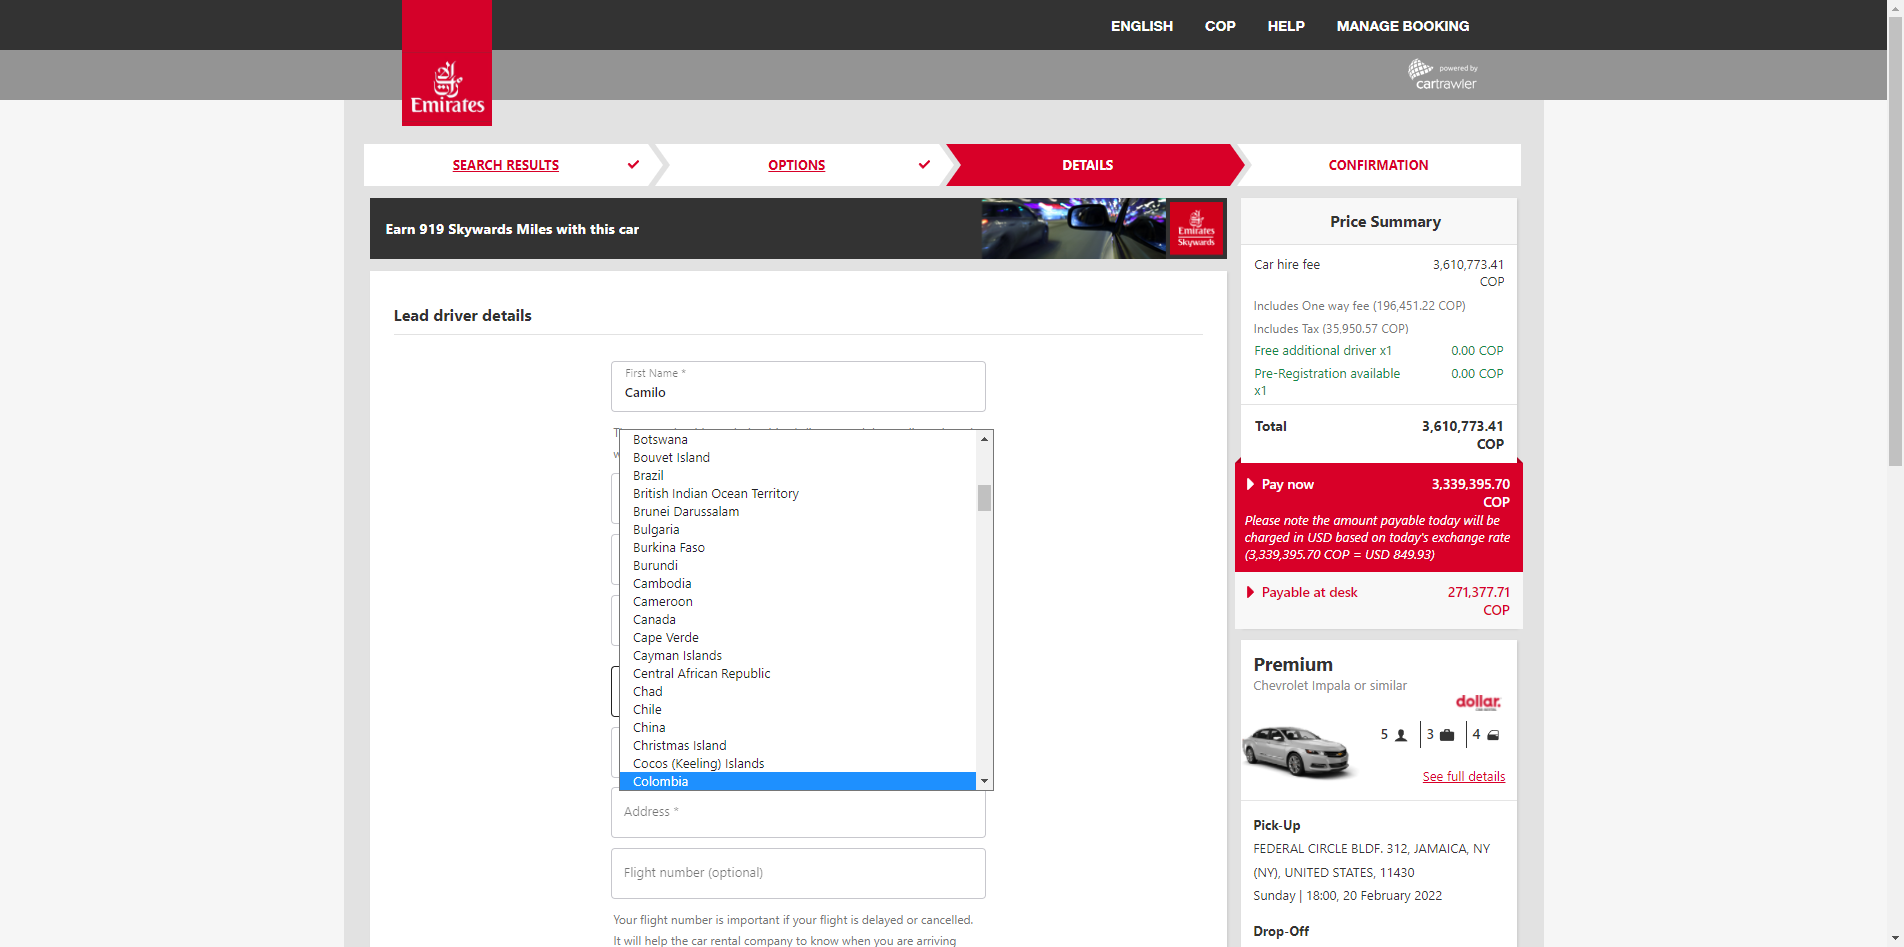 ENGLISH COP HELP MANAGE BOOKING
powered by
cartrawler
Emirates
SEARCH RESULTS
OPTIONS
DETAILS
CONFIRMATION
Earn 919 Skywards Miles with this car
Emirates
Skywards
Lead driver details
First Name *
Camilo
Botswana
Bouvet Island
Brazil
British Indian Ocean Territory
Brunei Darussalam
Bulgaria
Burkina Faso
Burundi
Cambodia
Cameroon
Canada
Cape Verde
Cayman Islands
Central African Republic
Chad
Chile
China
Christmas Island
Cocos (Keeling) Islands
Colombia
Address *
Flight number (optional)
Your flight number is important if your flight is delayed or cancelled.
It will help the car rental company to know when you are arriving
Price Summary
Car hire fee 3,610,773.41
COP
Includes One way fee (196,451.22 COP)
Includes Tax (35,950.57 COP)
Free additional driver x1 0.00 COP
Pre-Registration available 0.00 COP
x1
Total 3,610,773.41
COP
Pay now 3,339,395.70
COP
Please note the amount payable today will be
charged in USD based on today's exchange rate
(3,339,395.70 COP = USD 849.93)
Payable at desk 271,377.71
COP
Premium
Chevrolet Impala or similar
dollar.
5 3 4
See full details
Pick-Up
FEDERAL CIRCLE BLDF. 312, JAMAICA, NY
(NY), UNITED STATES, 11430
Sunday | 18:00, 20 February 2022
Drop-Off